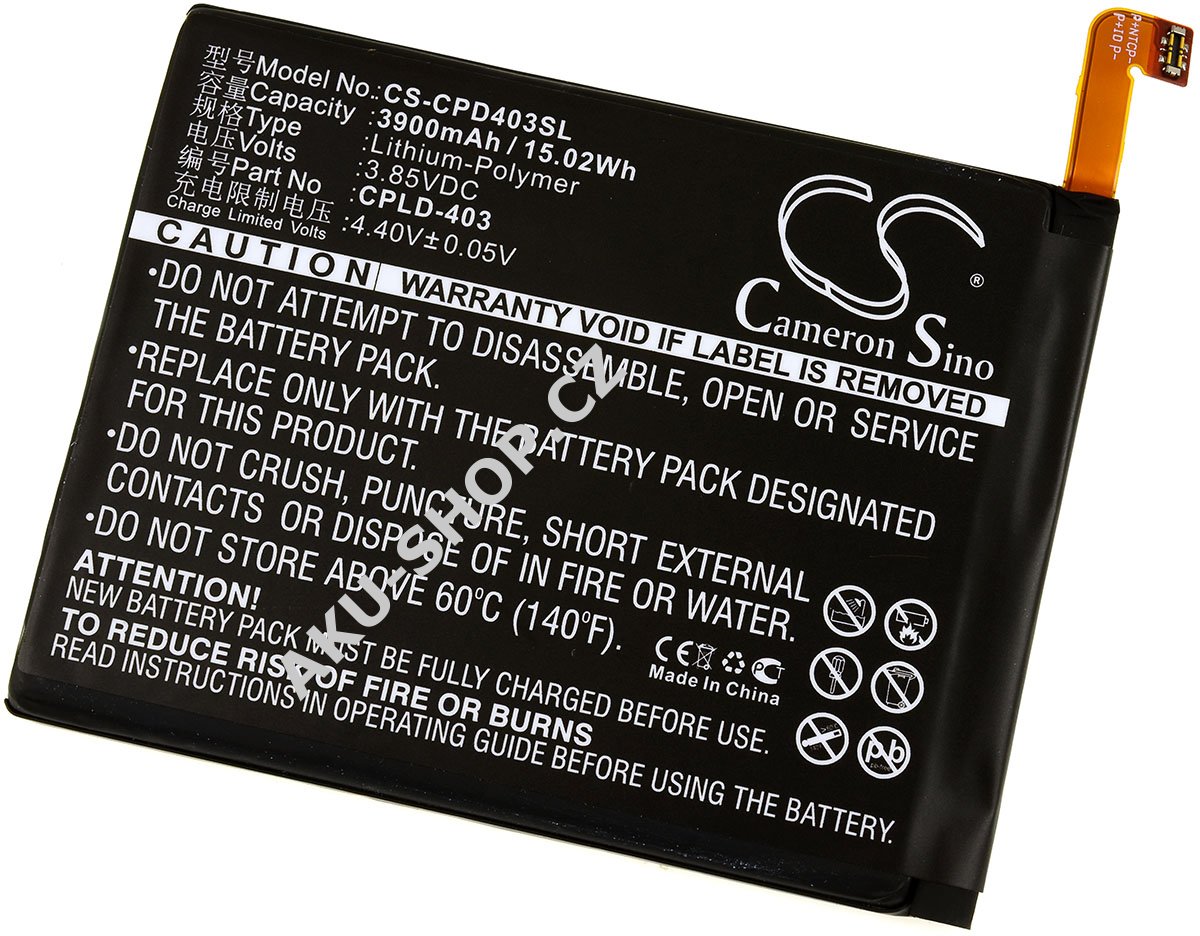 型号Model No.: CS-CPD403SL
容量Capacity :3900mAh / 15.02Wh
规格Type :Lithium-Polymer
电压Volts :3.85VDC
编号Part No :CPLD-403
充电限制电压
Charge Limited Volts :4.40V±0.05V
CAUTION WARRANTY VOID IF LABEL IS REMOVED
•DO NOT ATTEMPT TO DISASSEMBLE, OPEN OR SERVICE
THE BATTERY PACK.
•REPLACE ONLY WITH THE BATTERY PACK DESIGNATED
FOR THIS PRODUCT.
•DO NOT CRUSH, PUNCTURE, SHORT EXTERNAL
CONTACTS OR DISPOSE OF IN FIRE OR WATER.
•DO NOT STORE ABOVE 60°C (140°F).
ATTENTION!
NEW BATTERY PACK MUST BE FULLY CHARGED BEFORE USE.
TO REDUCE RISK OF FIRE OR BURNS
READ INSTRUCTIONS IN OPERATING GUIDE BEFORE USING THE BATTERY.
CS
®
Cameron Sino
CE
Made In China
Pb
P+NTCP-
P+ID P-
AKU-SHOP.CZ